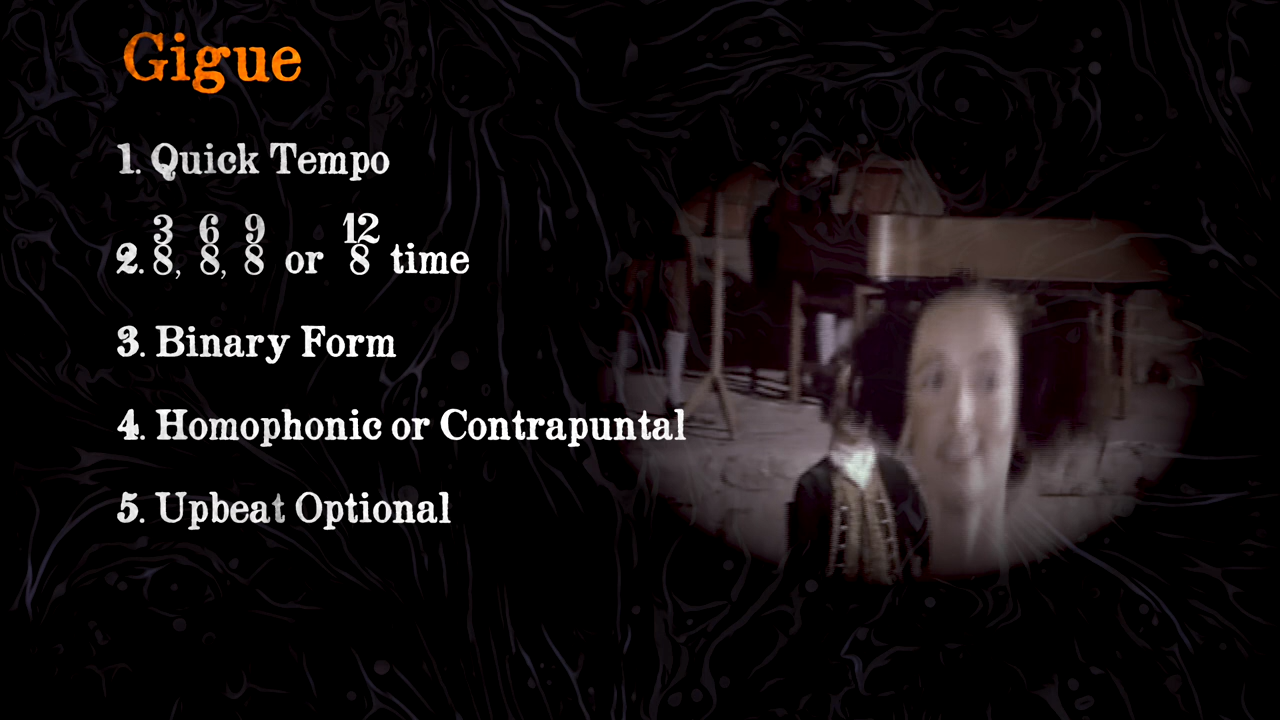 Gigue
1. Quick Tempo
3 6 9 12
2. 8, 8, 8 or 8 time
3. Binary Form
4. Homophonic or Contrapuntal
5. Upbeat Optional